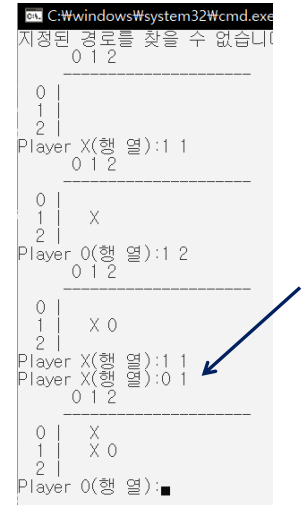 C:\windows\system32\cmd.exe
지정된 경로를 찾을 수 없습니다
0 1 2
--------------------
0 |
1 |
2 |
Player X(행 열):1 1
0 1 2
--------------------
0 |
1 | X
2 |
Player O(행 열):1 2
0 1 2
--------------------
0 |
1 | X O
2 |
Player X(행 열):1 1
Player X(행 열):0 1
0 1 2
--------------------
0 | X
1 | X O
2 |
Player O(행 열):